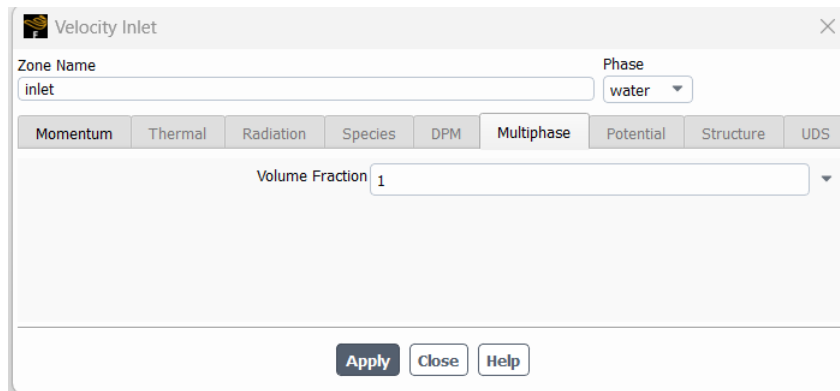 Velocity Inlet
Zone Name
Phase
inlet
water
Momentum Thermal Radiation Species DPM Multiphase Potential Structure UDS
Volume Fraction 1
Apply Close Help